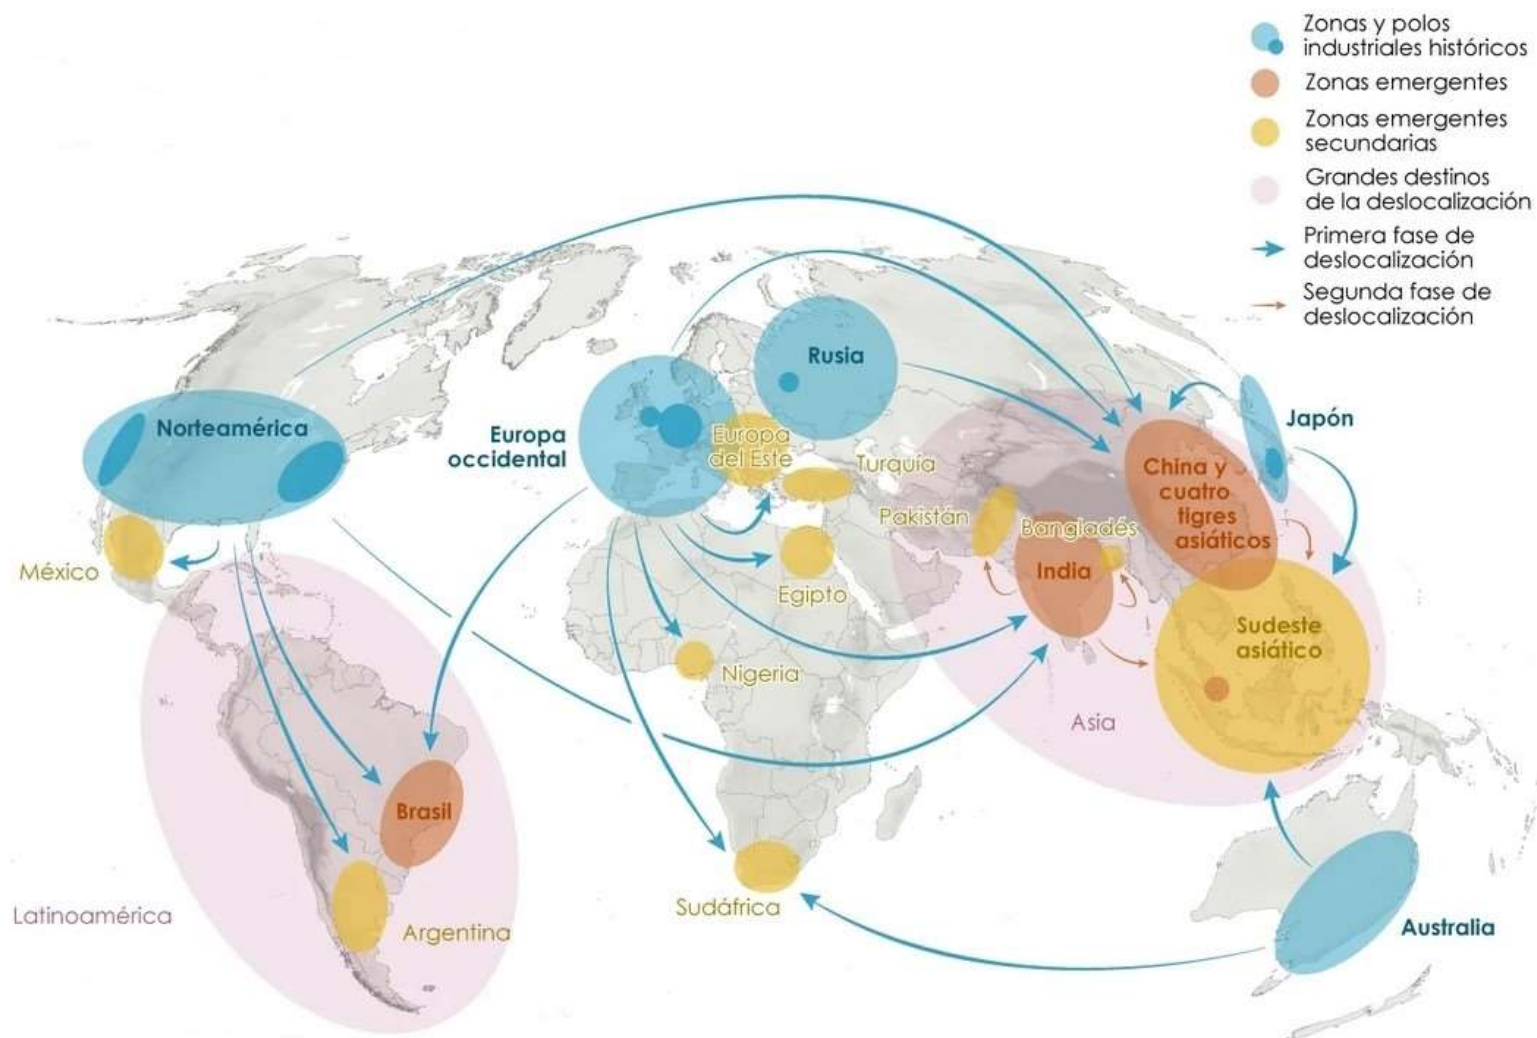 Zonas y polos
industriales históricos
Zonas emergentes
Zonas emergentes
secundarias
Grandes destinos
de la deslocalización
Primera fase de
deslocalización
Segunda fase de
deslocalización
Rusia
Norteamérica
Europa
occidental
Europa
del Este
Turquía
Japón
China y
cuatro
tigres
asiáticos
Pakistán
Bangladés
México
India
Egipto
Sudeste
asiático
Nigeria
Asia
Brasil
Latinoamérica
Argentina
Sudáfrica
Australia